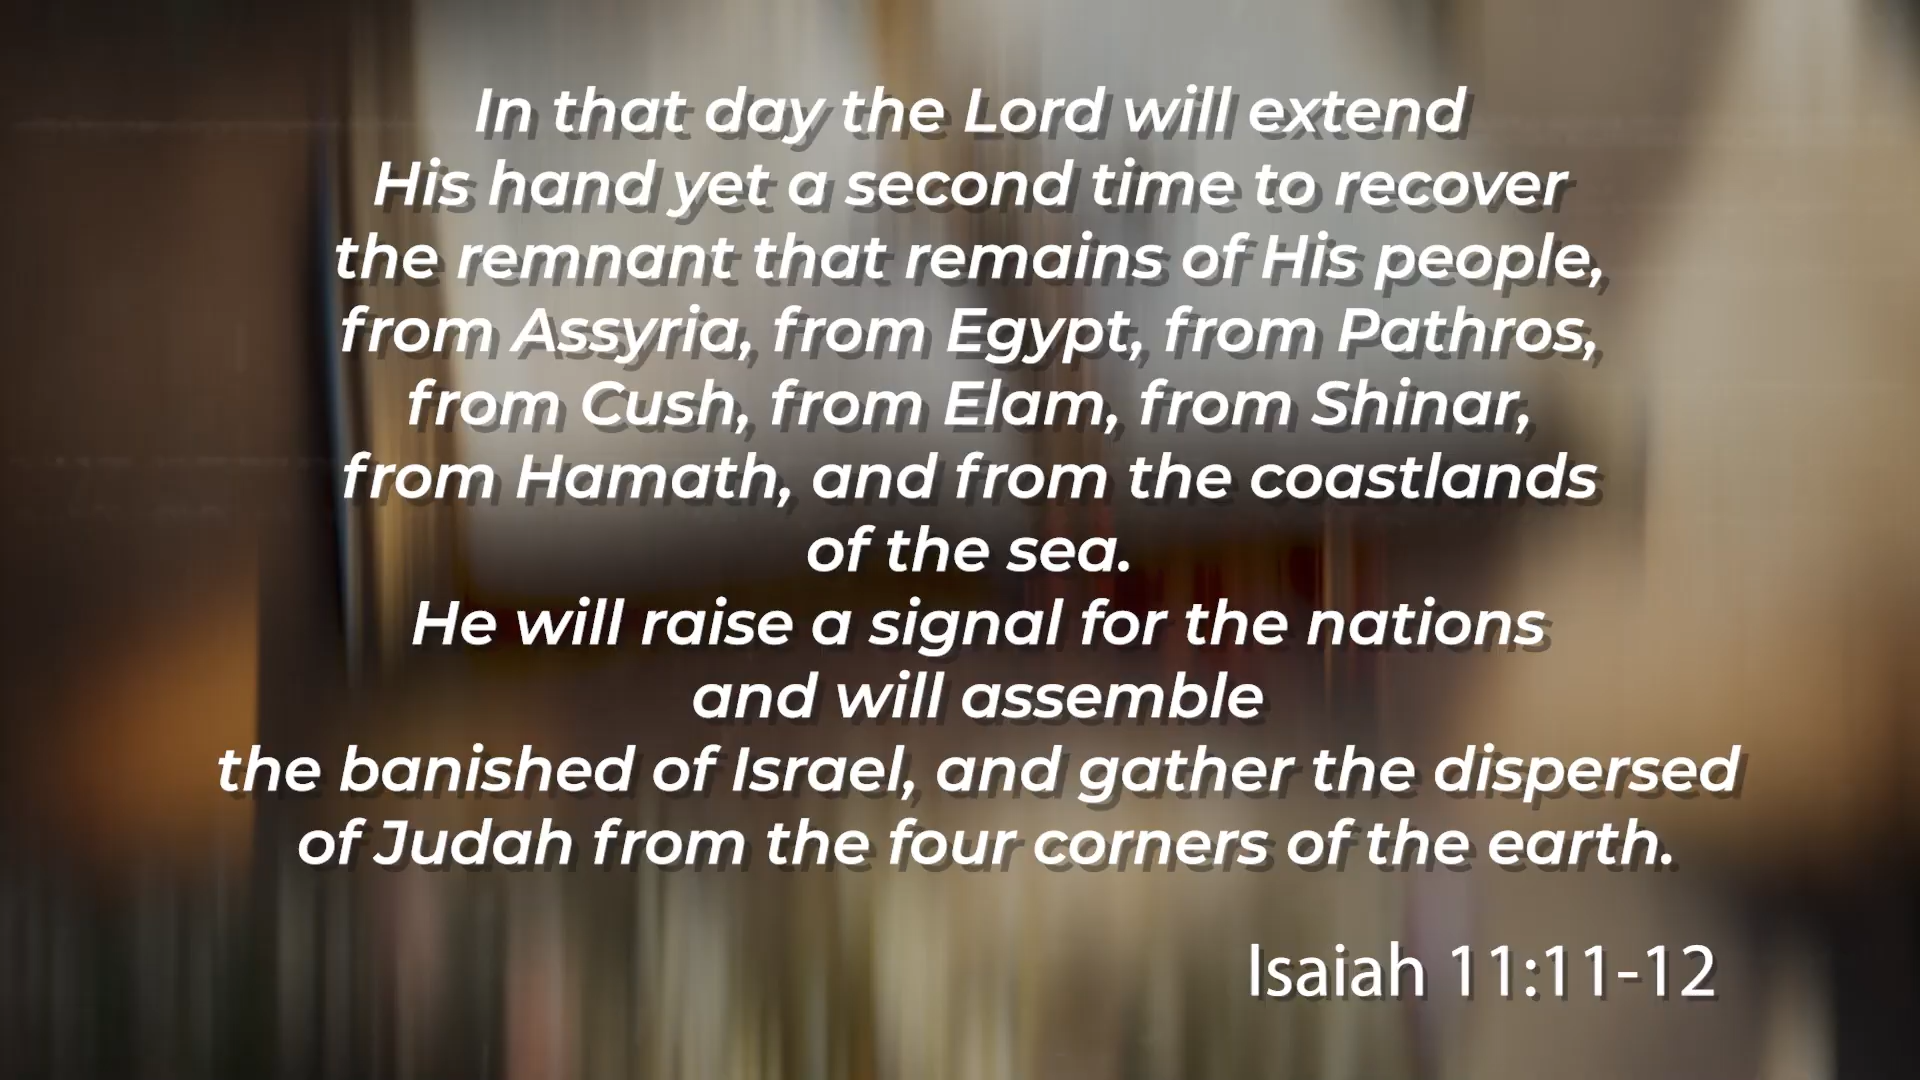 In that day the Lord will extend
His hand yet a second time to recover
the remnant that remains of His people,
from Assyria, from Egypt, from Pathros,
from Cush, from Elam, from Shinar,
from Hamath, and from the coastlands
of the sea.
He will raise a signal for the nations
and will assemble
the banished of Israel, and gather the dispersed
of Judah from the four corners of the earth.
Isaiah 11:11-12